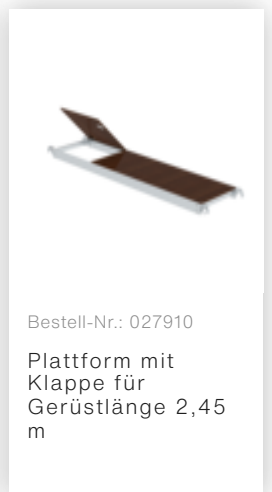 Bestell-Nr.: 027910
Plattform mit
Klappe für
Gerüstlänge 2,45
m